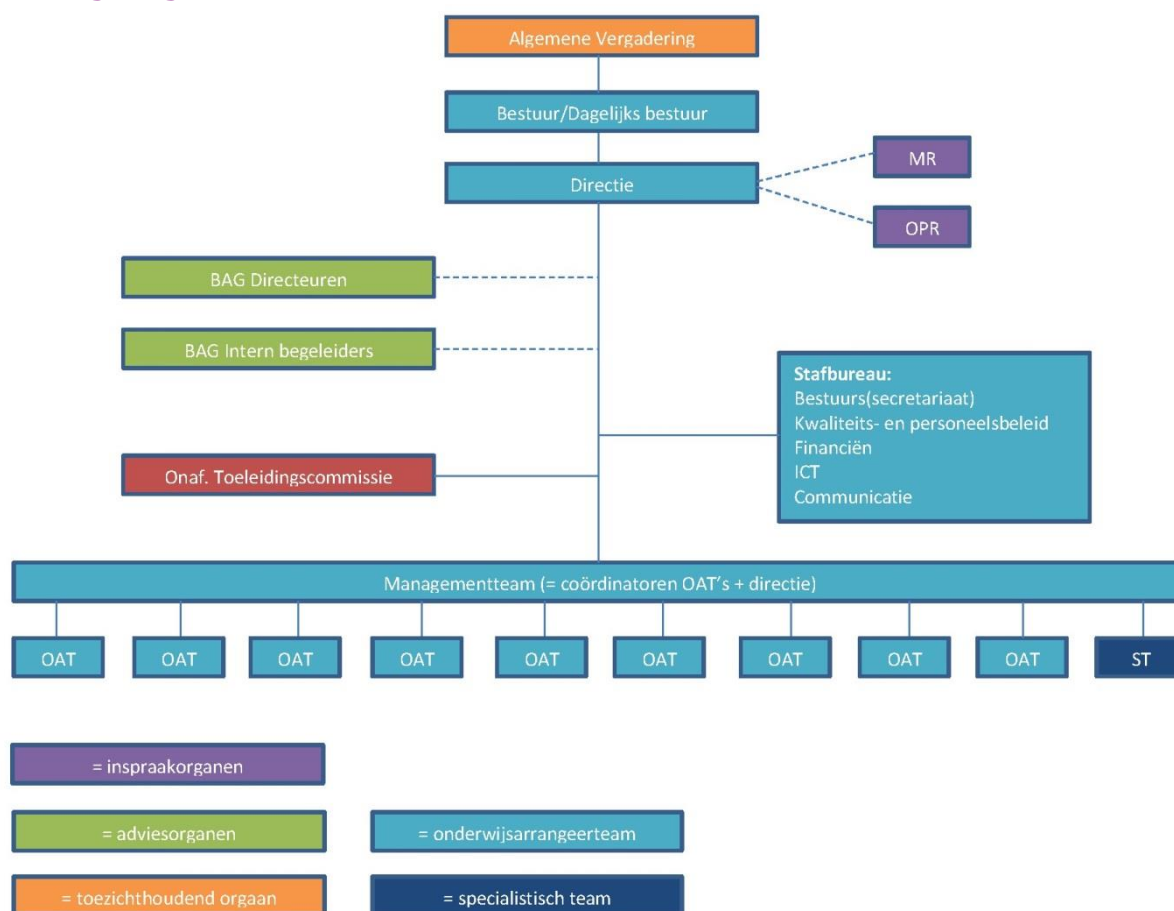 Algemene Vergadering
Bestuur/Dagelijks bestuur
Directie
MR
OPR
BAG Directeuren
BAG Intern begeleiders
Stafbureau:
Bestuurs(secretariaat)
Kwaliteits- en personeelsbeleid
Financiën
ICT
Communicatie
Onaf. Toeleidingscommissie
Managementteam (= coördinatoren OAT's + directie)
OAT OAT OAT OAT OAT OAT OAT OAT OAT ST
= inspraakorganen
= adviesorganen
= onderwijsarrangeerteam
= toezichthoudend orgaan
= specialistisch team